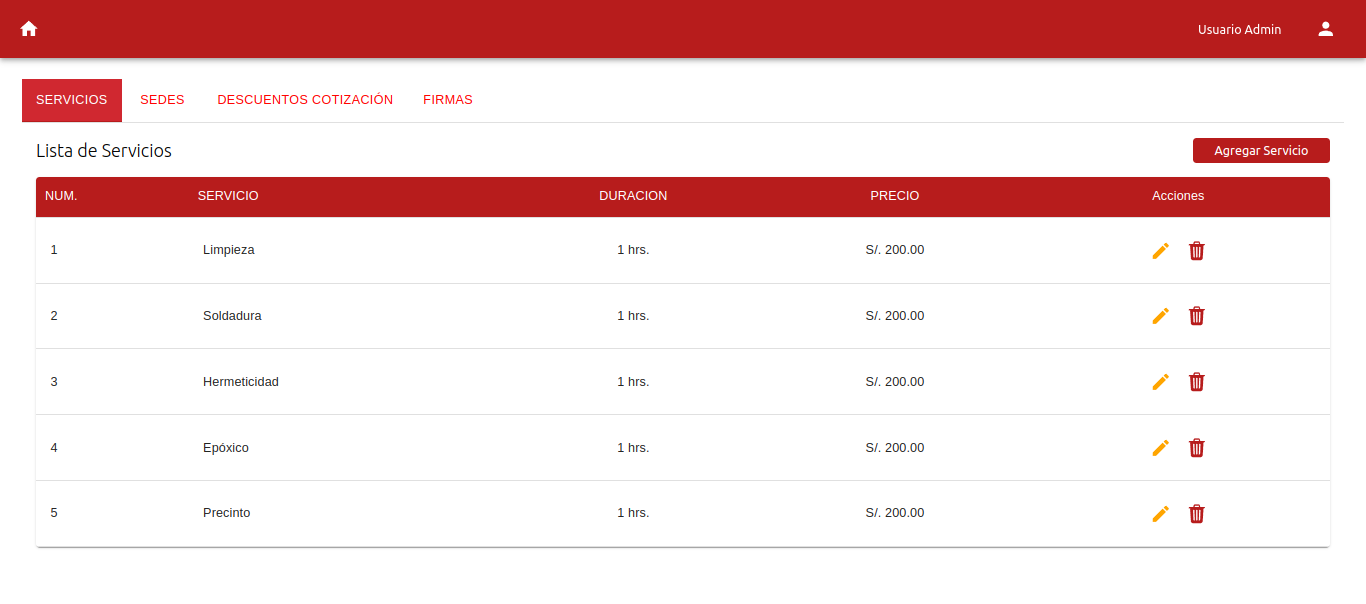 Usuario Admin
SERVICIOS SEDES DESCUENTOS COTIZACIÓN FIRMAS
Lista de Servicios Agregar Servicio
NUM. SERVICIO DURACION PRECIO Acciones
1 Limpieza 1 hrs. S/. 200.00
2 Soldadura 1 hrs. S/. 200.00
3 Hermeticidad 1 hrs. S/. 200.00
4 Epóxico 1 hrs. S/. 200.00
5 Precinto 1 hrs. S/. 200.00